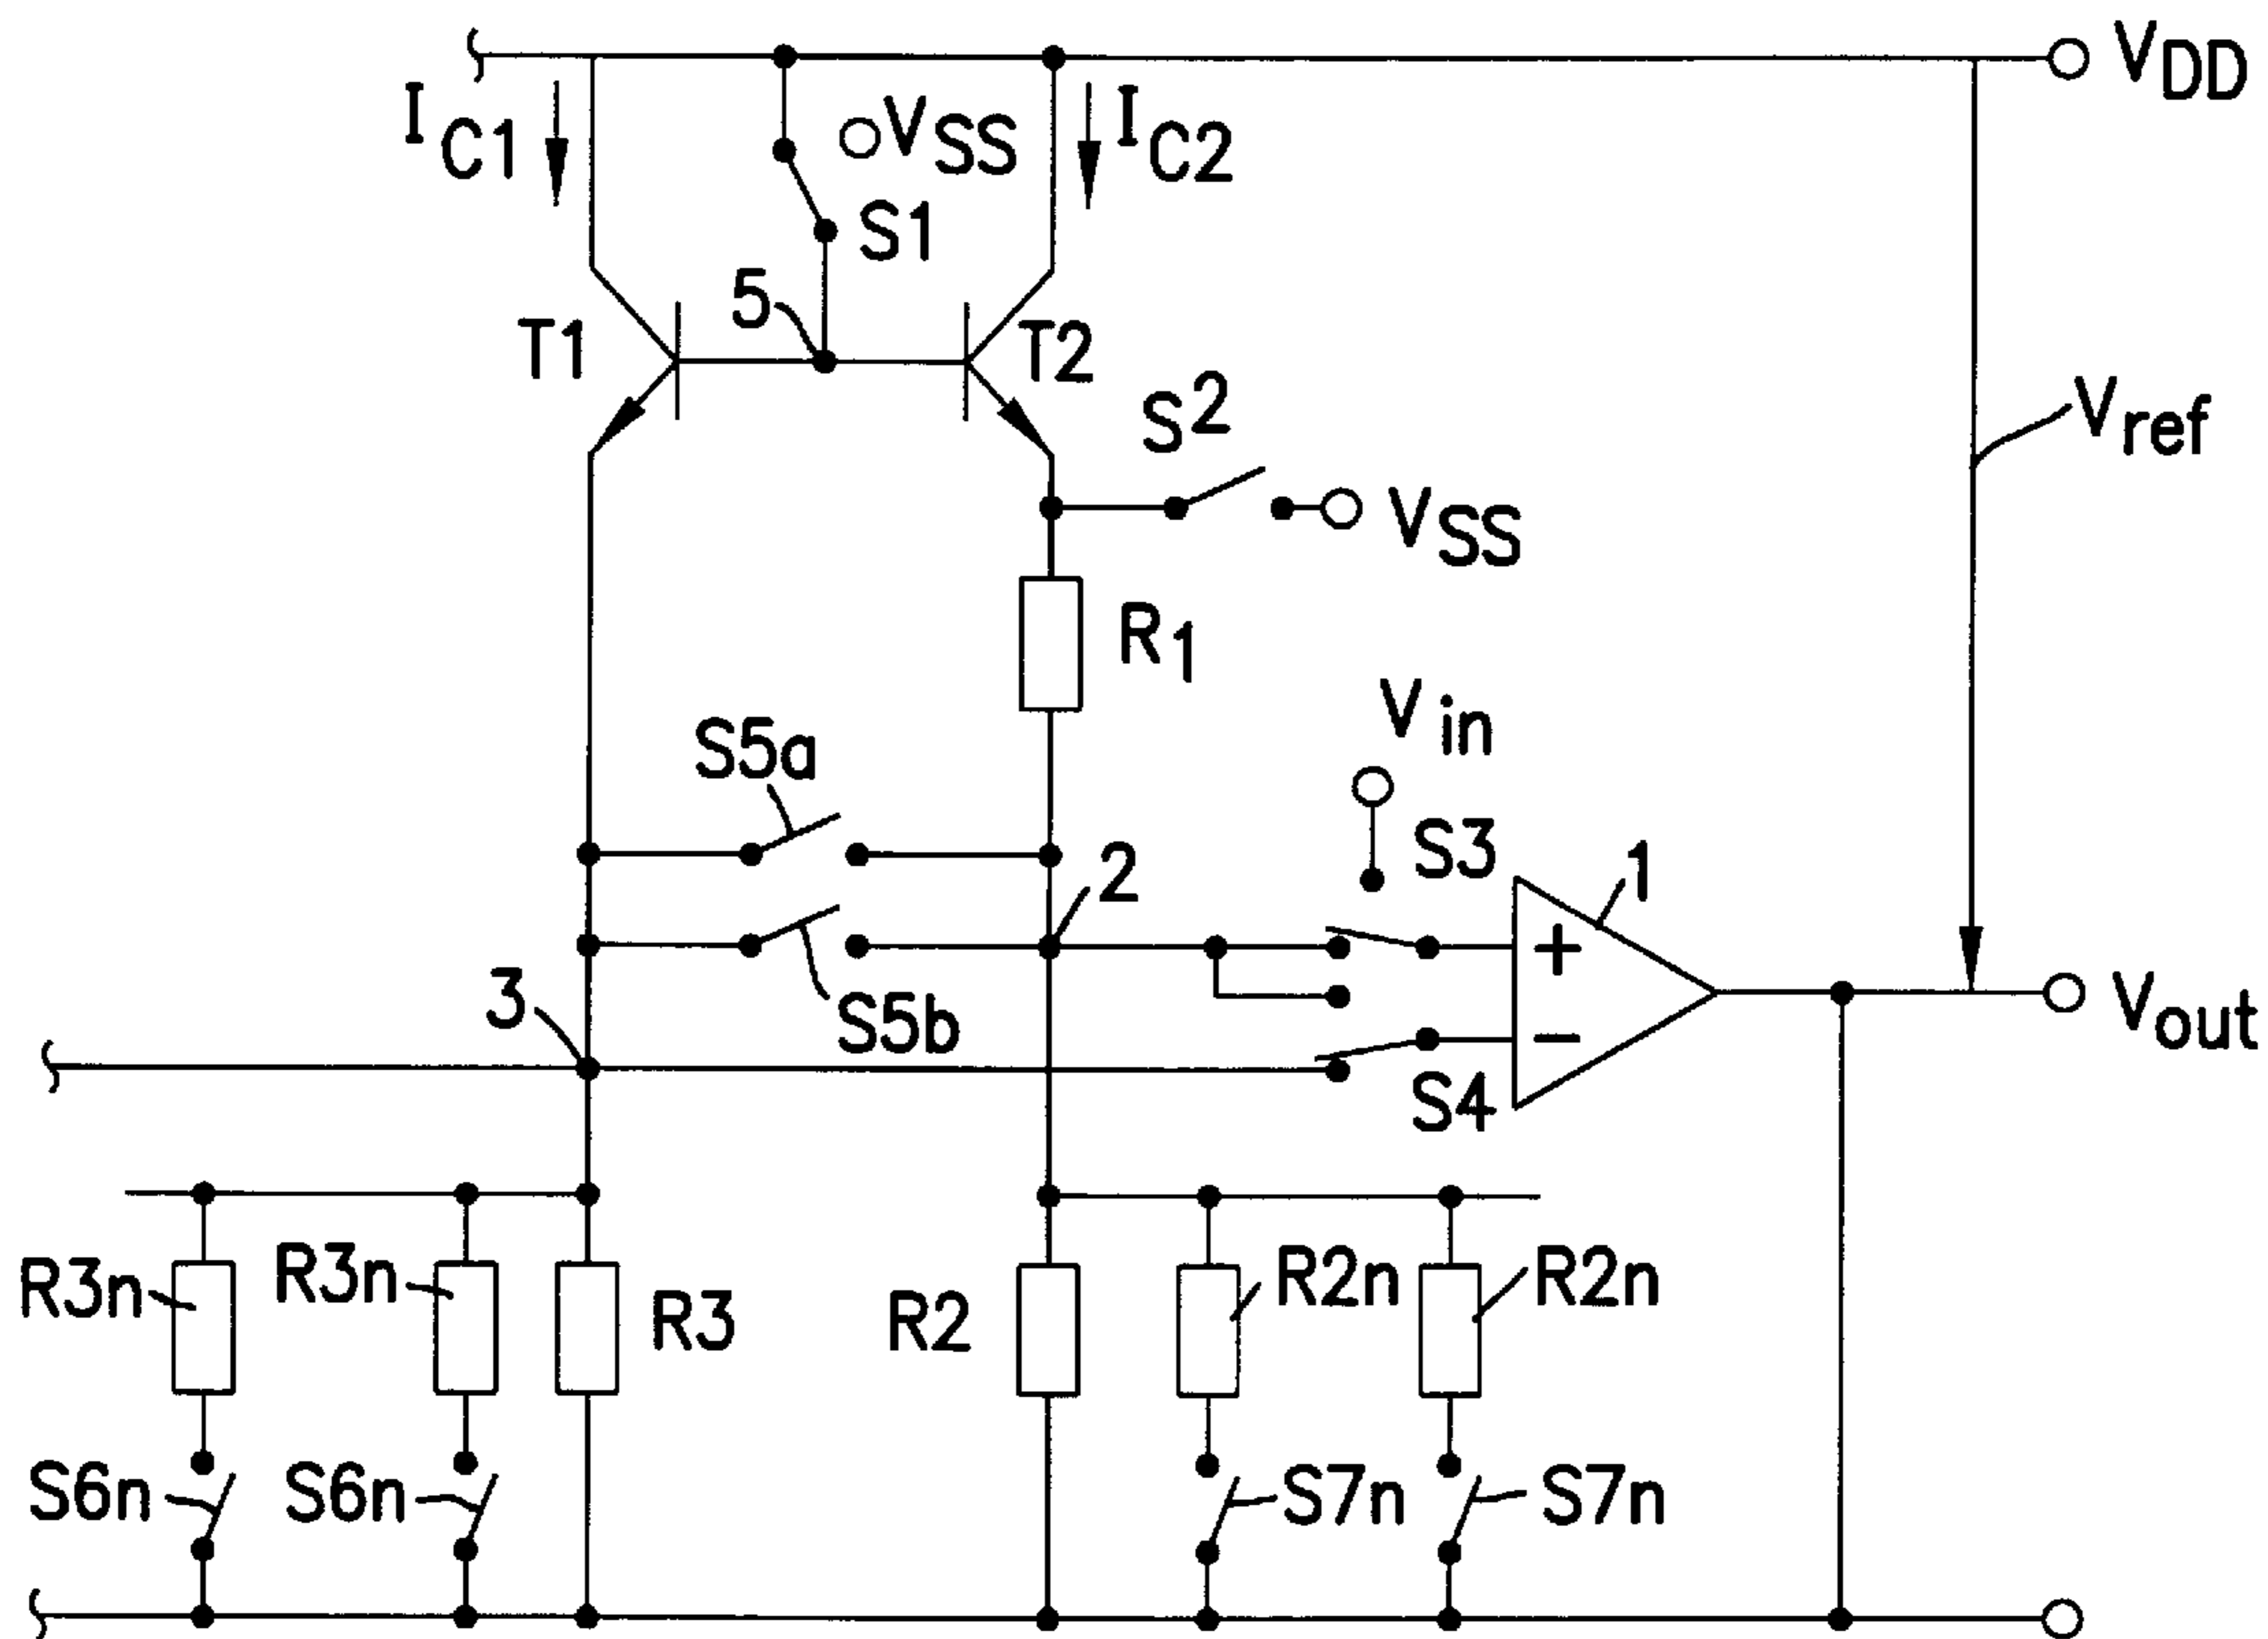 VDD
IC1
VSS
IC2
S1
5
T1
T2
S2
Vref
VSS
R1
Vin
S5a
S3
1
2
+
3
S5b
Vout
−
S4
R3n
R3n
R3
R2
R2n
R2n
S6n
S6n
S7n
S7n